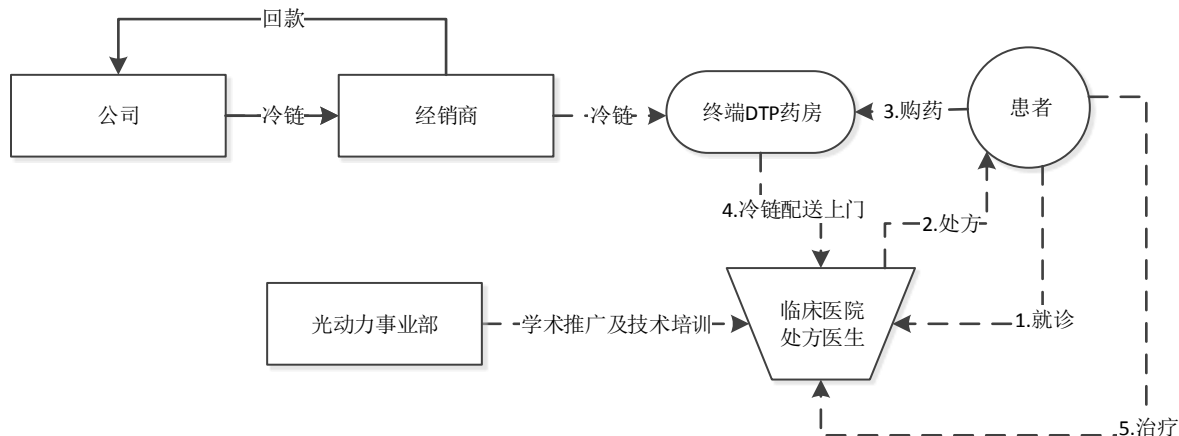 回款
公司
冷链
经销商
冷链
终端DTP药房
3.购药
患者
4.冷链配送上门
2.处方
光动力事业部
学术推广及技术培训
临床医院
处方医生
1.就诊
5.治疗